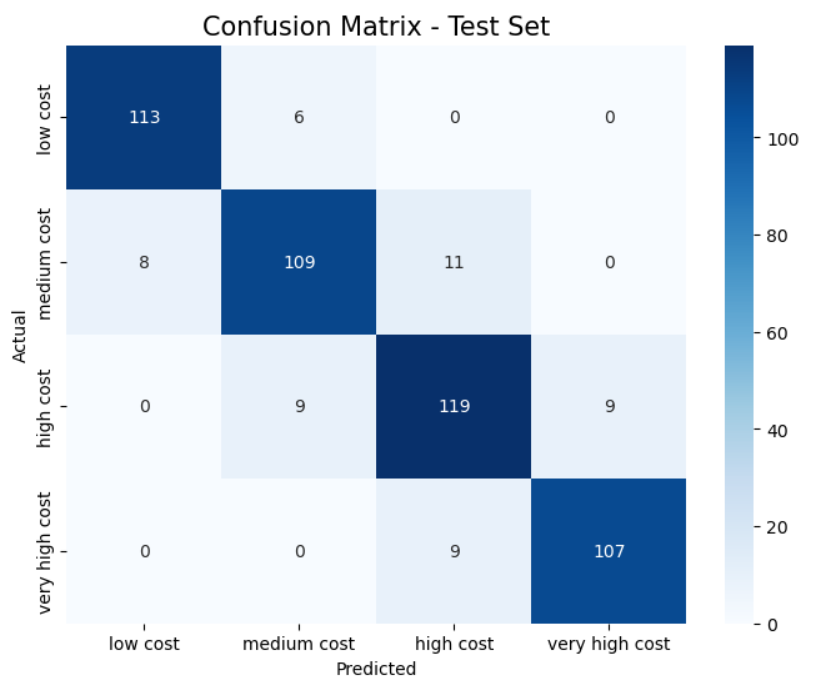 Confusion Matrix - Test Set
Actual
low cost
113 6 0 0
medium cost
8 109 11 0
high cost
0 9 119 9
very high cost
0 0 9 107
low cost medium cost high cost very high cost
Predicted
100
80
60
40
20
0